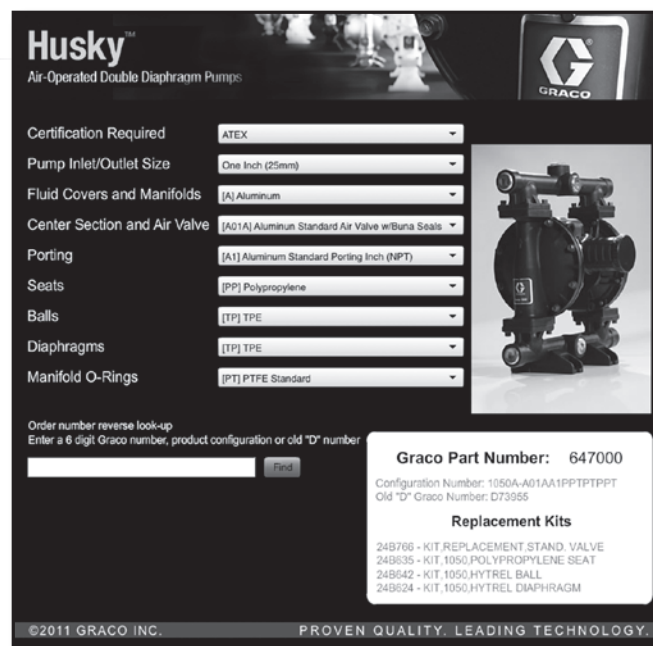 Husky™
Air-Operated Double Diaphragm Pumps
GRACO
Certification Required
ATEX
Pump Inlet/Outlet Size
One Inch (25mm)
Fluid Covers and Manifolds
[A] Aluminum
Center Section and Air Valve
[A01A] Aluminun Standard Air Valve w/Buna Seals
Porting
[A1] Aluminum Standard Porting Inch (NPT)
Seats
[PP] Polypropylene
Balls
[TP] TPE
Diaphragms
[TP] TPE
Manifold O-Rings
[PT] PTFE Standard
Order number reverse look-up
Enter a 6 digit Graco number, product configuration or old "D" number
Find
Graco Part Number: 647000
Configuration Number: 1050A-A01AA1PPTPTPPT
Old "D" Graco Number: D73955
Replacement Kits
24B766 - KIT,REPLACEMENT,STAND. VALVE
24B635 - KIT,1050,POLYPROPYLENE SEAT
24B642 - KIT,1050,HYTREL BALL
24B624 - KIT,1050,HYTREL DIAPHRAGM
©2011 GRACO INC.
PROVEN QUALITY. LEADING TECHNOLOGY.